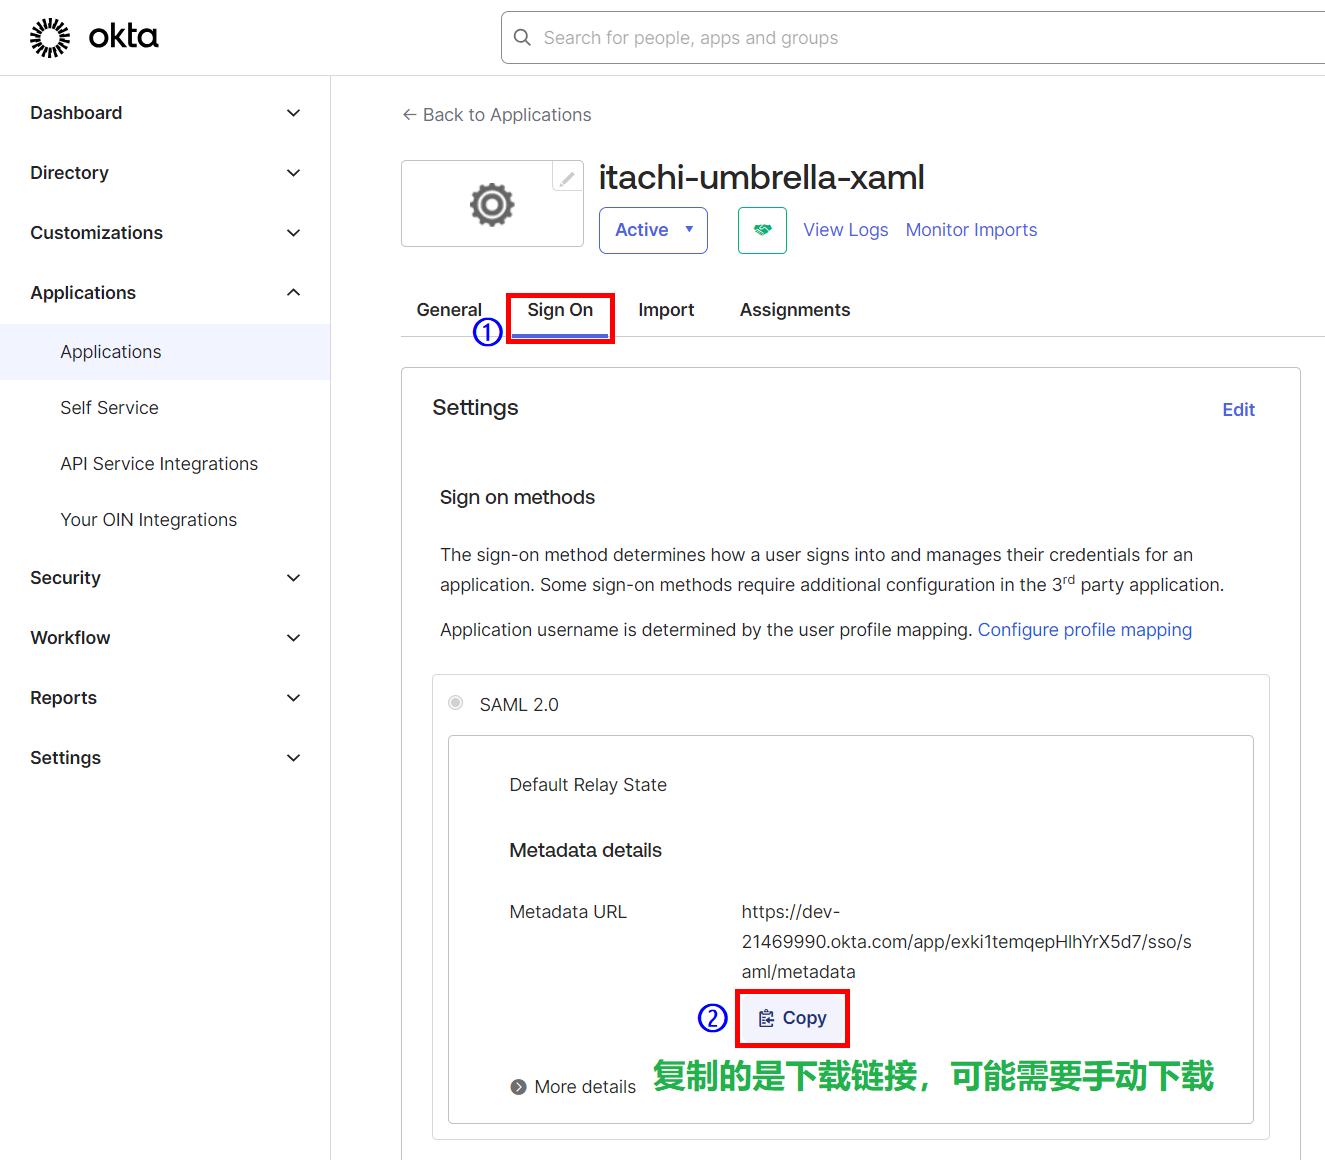 okta
Search for people, apps and groups
Dashboard
Directory
Customizations
Applications
Applications
Self Service
API Service Integrations
Your OIN Integrations
Security
Workflow
Reports
Settings
← Back to Applications
itachi-umbrella-xaml
Active
View Logs
Monitor Imports
General
① Sign On
Import
Assignments
Settings
Edit
Sign on methods
The sign-on method determines how a user signs into and manages their credentials for an
application. Some sign-on methods require additional configuration in the 3rd party application.
Application username is determined by the user profile mapping. Configure profile mapping
SAML 2.0
Default Relay State
Metadata details
Metadata URL
https://dev-
21469990.okta.com/app/exki1temqepHlhYrX5d7/sso/s
aml/metadata
② Copy
More details
复制的是下载链接，可能需要手动下载